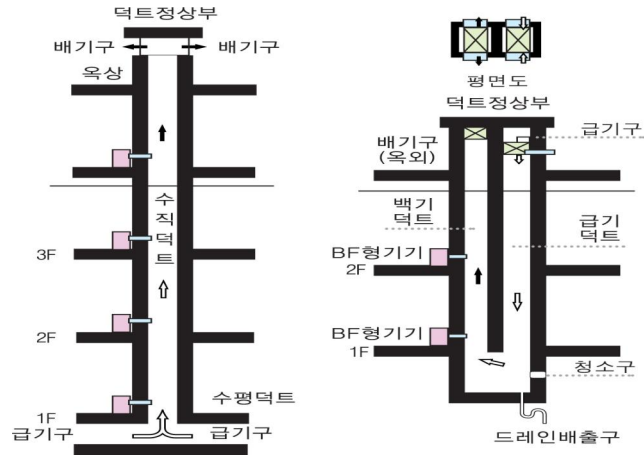 덕트정상부
배기구
배기구
옥상
수직덕트
3F
2F
1F
수평덕트
급기구
급기구
평면도
덕트정상부
급기구
배기구
(옥외)
백기
덕트
급기
덕트
BF형기기
2F
BF형기기
1F
청소구
드레인배출구